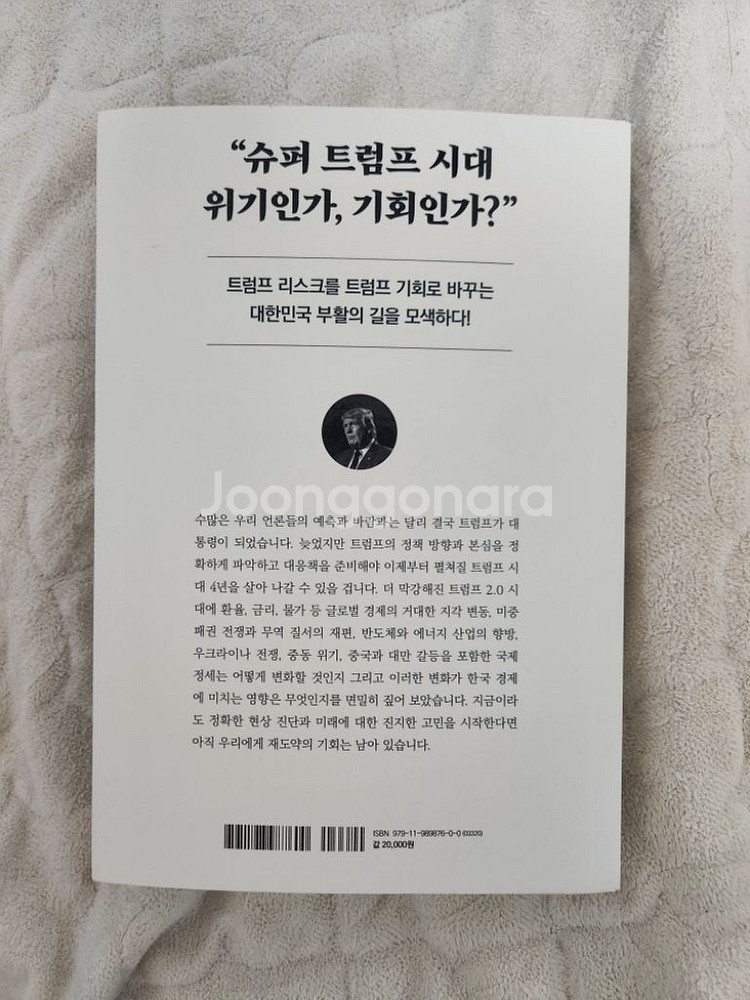 “슈퍼 트럼프 시대
위기인가, 기회인가?”
트럼프 리스크를 트럼프 기회로 바꾸는
대한민국 부활의 길을 모색하다!
Joonggonara
수많은 우리 언론들의 예측과 바람과는 달리 결국 트럼프가 대
통령이 되었습니다. 늦었지만 트럼프의 정책 방향과 본심을 정
확하게 파악하고 대응책을 준비해야 이제부터 펼쳐질 트럼프 시
대 4년을 살아 나갈 수 있을 겁니다. 더 막강해진 트럼프 2.0 시
대에 환율, 금리, 물가 등 글로벌 경제의 거대한 지각 변동, 미중
패권 전쟁과 무역 질서의 재편, 반도체와 에너지 산업의 향방,
우크라이나 전쟁, 중동 위기, 중국과 대만 갈등을 포함한 국제
정세는 어떻게 변화할 것인지 그리고 이러한 변화가 한국 경제
에 미치는 영향은 무엇인지를 면밀히 짚어 보았습니다. 지금이라
도 정확한 현상 진단과 미래에 대한 진지한 고민을 시작한다면
아직 우리에게 재도약의 기회는 남아 있습니다.
ISBN 979-11-989876-0-0 (03320)
값 20,000원